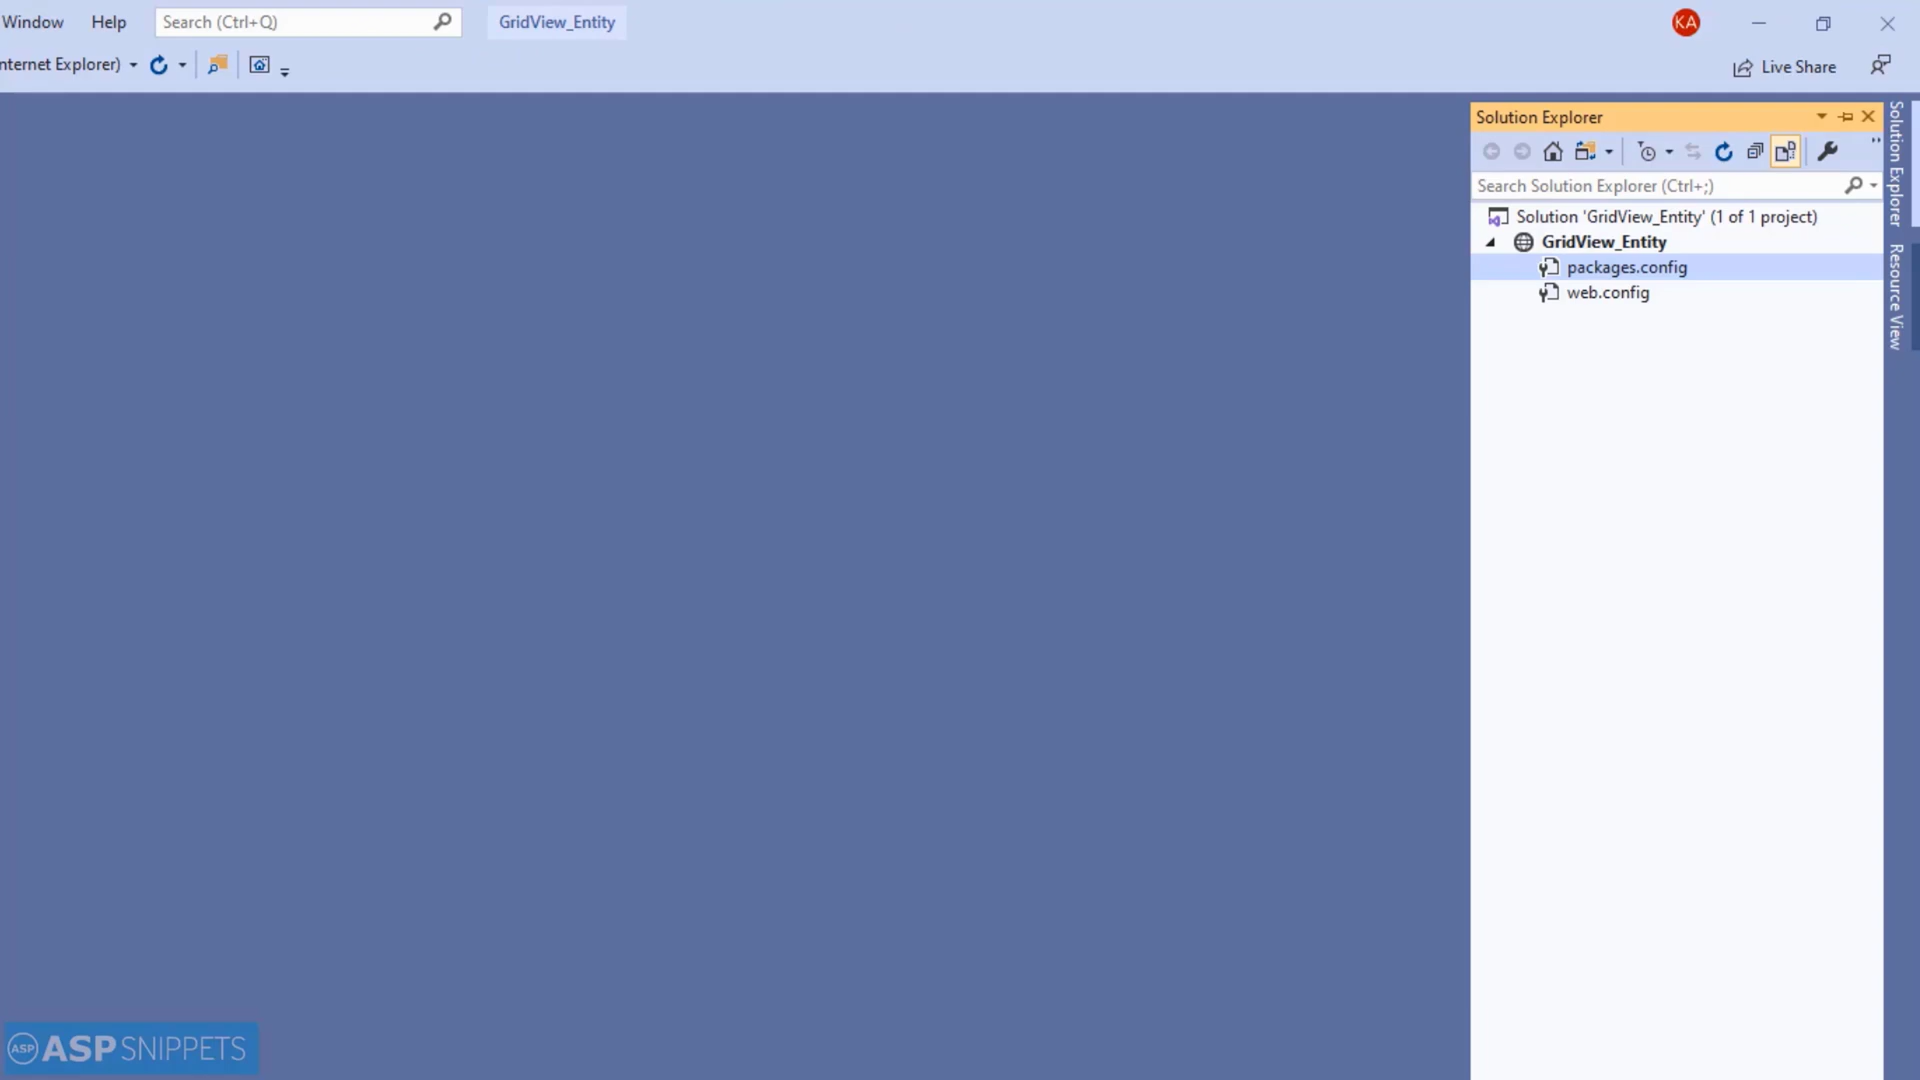 Window Help Search (Ctrl+Q) GridView_Entity KA
nternet Explorer) Live Share
Solution Explorer
Search Solution Explorer (Ctrl+;)
Solution 'GridView_Entity' (1 of 1 project)
GridView_Entity
packages.config
web.config
Solution Explorer
Resource View
ASP ASPSNIPPETS